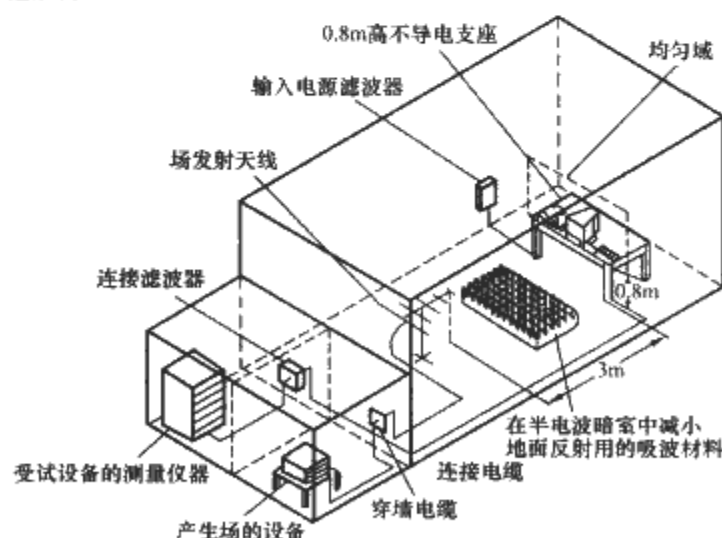 0.8m高不导电支座
均匀域
输入电源滤波器
场发射天线
连接滤波器
0.8m
3m
在半电波暗室中减小
地面反射用的吸波材料
受试设备的测量仪器
连接电缆
穿墙电缆
产生场的设备